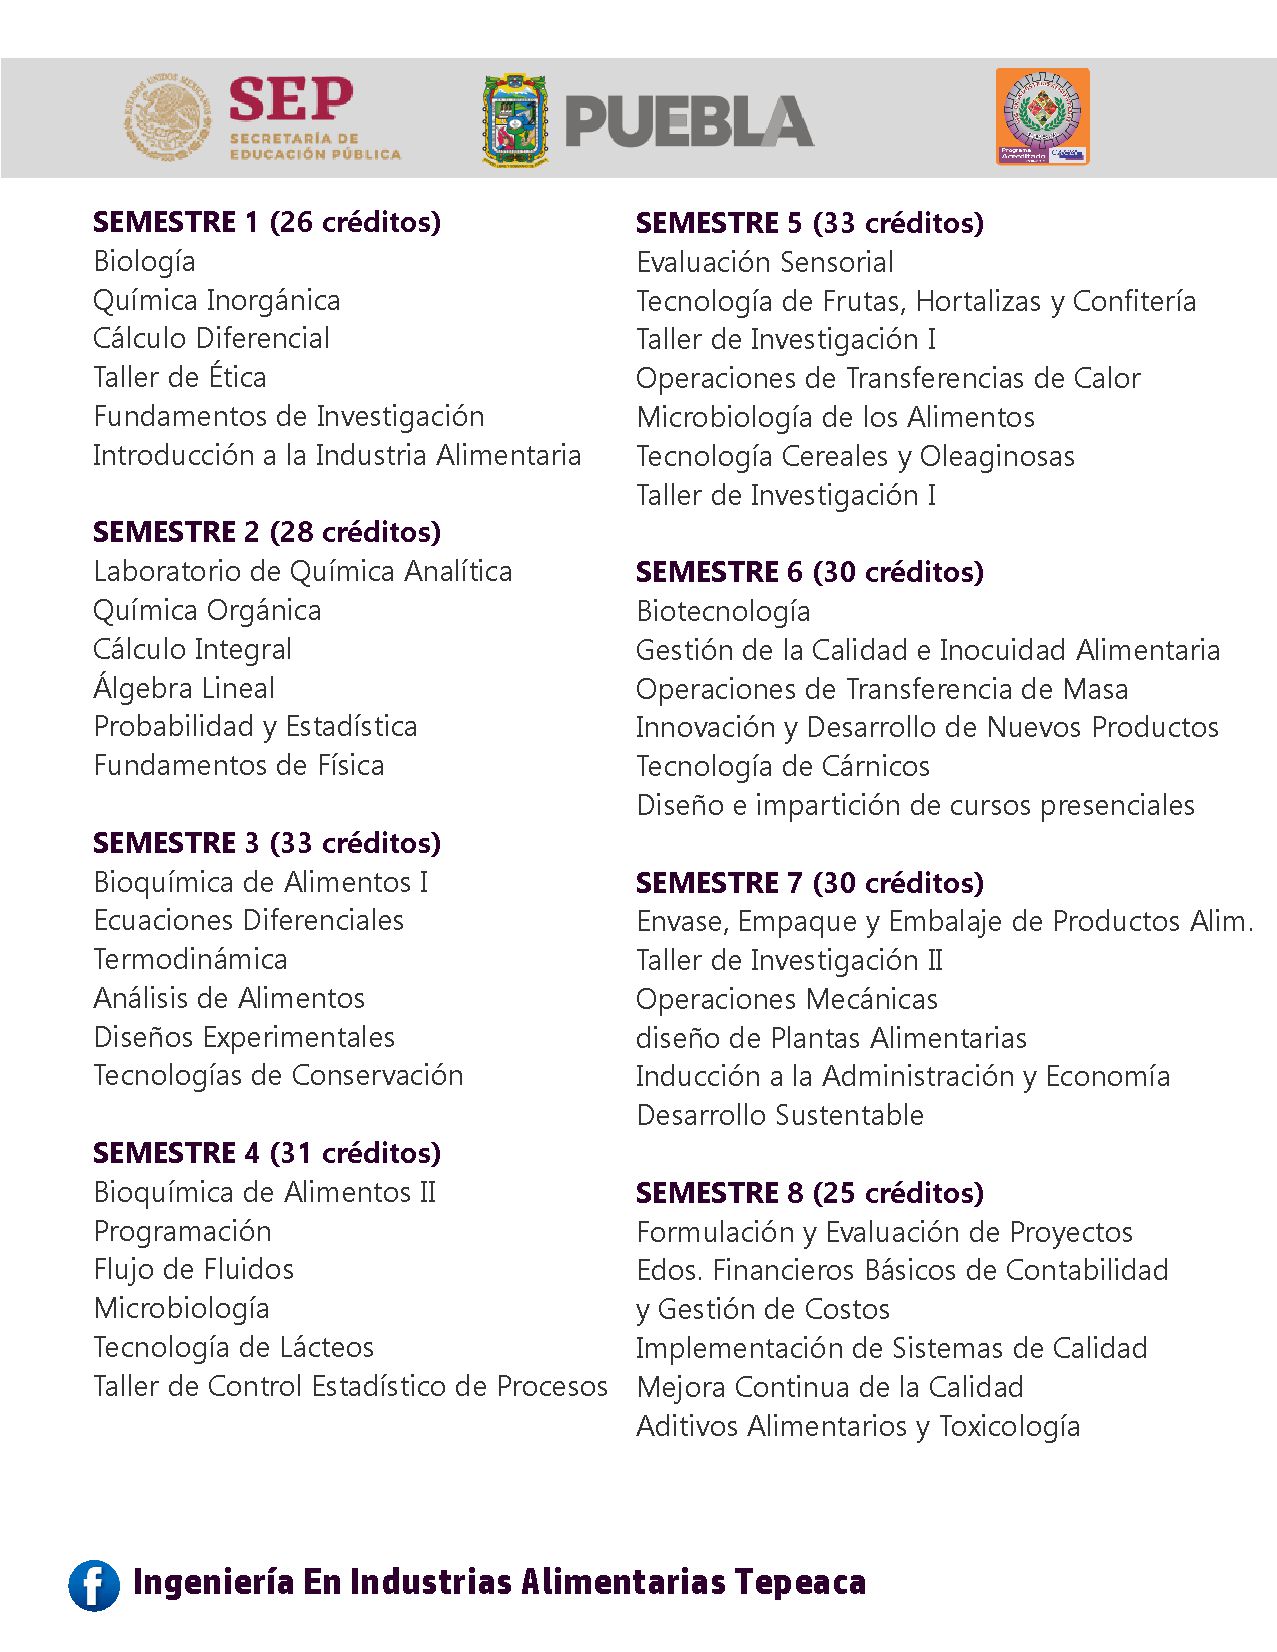 SEP
SECRETARÍA DE
EDUCACIÓN PÚBLICA
ESTADOS UNIDOS MEXICANOS
PUEBLA
Programa
Acreditado
SEMESTRE 1 (26 créditos)
Biología
Química Inorgánica
Cálculo Diferencial
Taller de Ética
Fundamentos de Investigación
Introducción a la Industria Alimentaria
SEMESTRE 2 (28 créditos)
Laboratorio de Química Analítica
Química Orgánica
Cálculo Integral
Álgebra Lineal
Probabilidad y Estadística
Fundamentos de Física
SEMESTRE 3 (33 créditos)
Bioquímica de Alimentos I
Ecuaciones Diferenciales
Termodinámica
Análisis de Alimentos
Diseños Experimentales
Tecnologías de Conservación
SEMESTRE 4 (31 créditos)
Bioquímica de Alimentos II
Programación
Flujo de Fluidos
Microbiología
Tecnología de Lácteos
Taller de Control Estadístico de Procesos
SEMESTRE 5 (33 créditos)
Evaluación Sensorial
Tecnología de Frutas, Hortalizas y Confitería
Taller de Investigación I
Operaciones de Transferencias de Calor
Microbiología de los Alimentos
Tecnología Cereales y Oleaginosas
Taller de Investigación I
SEMESTRE 6 (30 créditos)
Biotecnología
Gestión de la Calidad e Inocuidad Alimentaria
Operaciones de Transferencia de Masa
Innovación y Desarrollo de Nuevos Productos
Tecnología de Cárnicos
Diseño e impartición de cursos presenciales
SEMESTRE 7 (30 créditos)
Envase, Empaque y Embalaje de Productos Alim.
Taller de Investigación II
Operaciones Mecánicas
diseño de Plantas Alimentarias
Inducción a la Administración y Economía
Desarrollo Sustentable
SEMESTRE 8 (25 créditos)
Formulación y Evaluación de Proyectos
Edos. Financieros Básicos de Contabilidad
y Gestión de Costos
Implementación de Sistemas de Calidad
Mejora Continua de la Calidad
Aditivos Alimentarios y Toxicología
f Ingeniería En Industrias Alimentarias Tepeaca